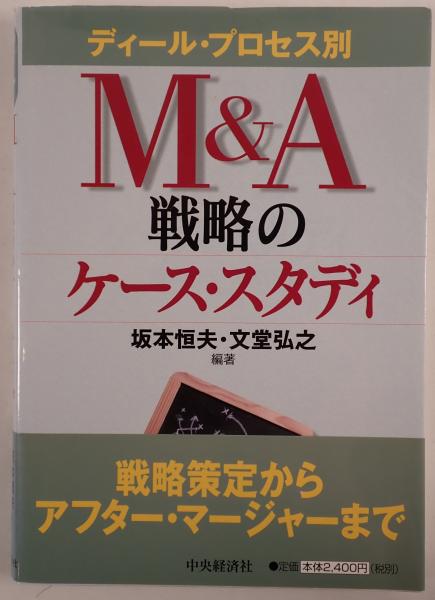 ディール・プロセス別
M&A
戦略の
ケース・スタディ
坂本恒夫・文堂弘之
編著
戦略策定から
アフター・マージャーまで
中央経済社 ●定価 本体2,400円(税別)